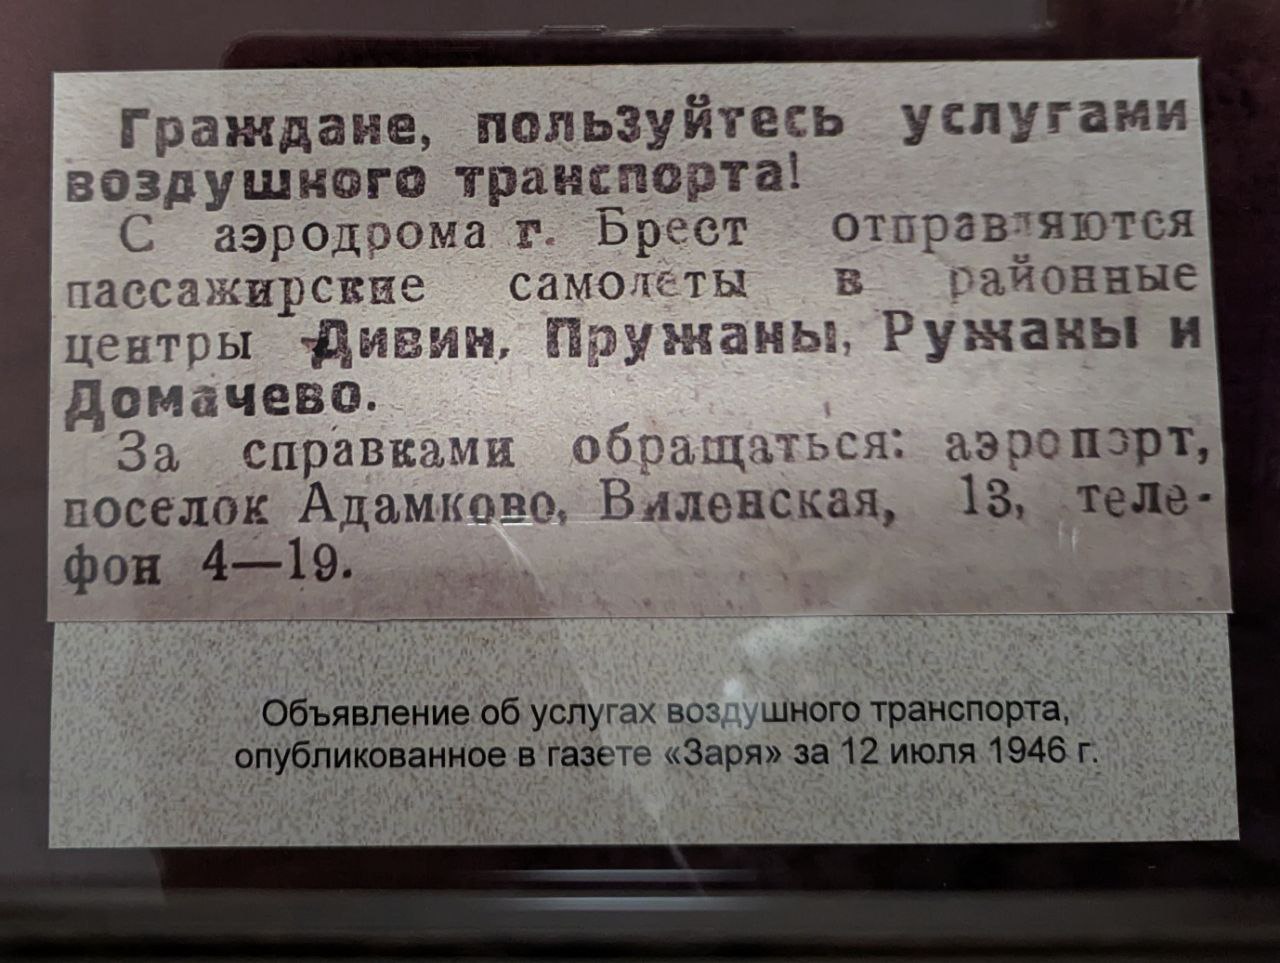 Граждане, пользуйтесь услугами
воздушного транспорта!
С аэродрома г. Брест отправляются
пассажирские самолеты в районные
центры Дивин, Пружаны, Ружаны и
Домачево.
За справками обращаться: аэропорт,
поселок Адамково, Виленская, 13, теле-
фон 4—19.
Объявление об услугах воздушного транспорта,
опубликованное в газете «Заря» за 12 июля 1946 г.